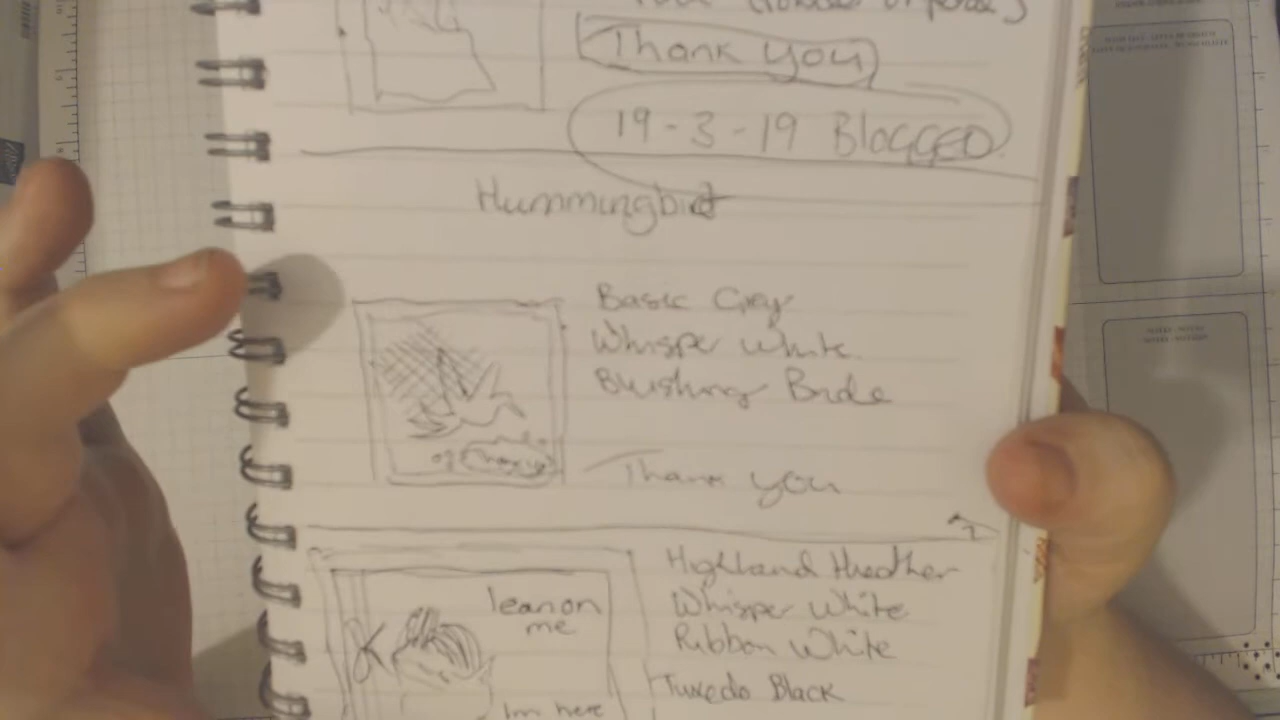 Thank you
19-3-19 BLOGGED
Hummingbird
Basic Gray
Whisper White
Blushing Bride
Thank you
Highland Heather
lean on
me
Whisper White
Ribbon White
Tuxedo Black
Im here